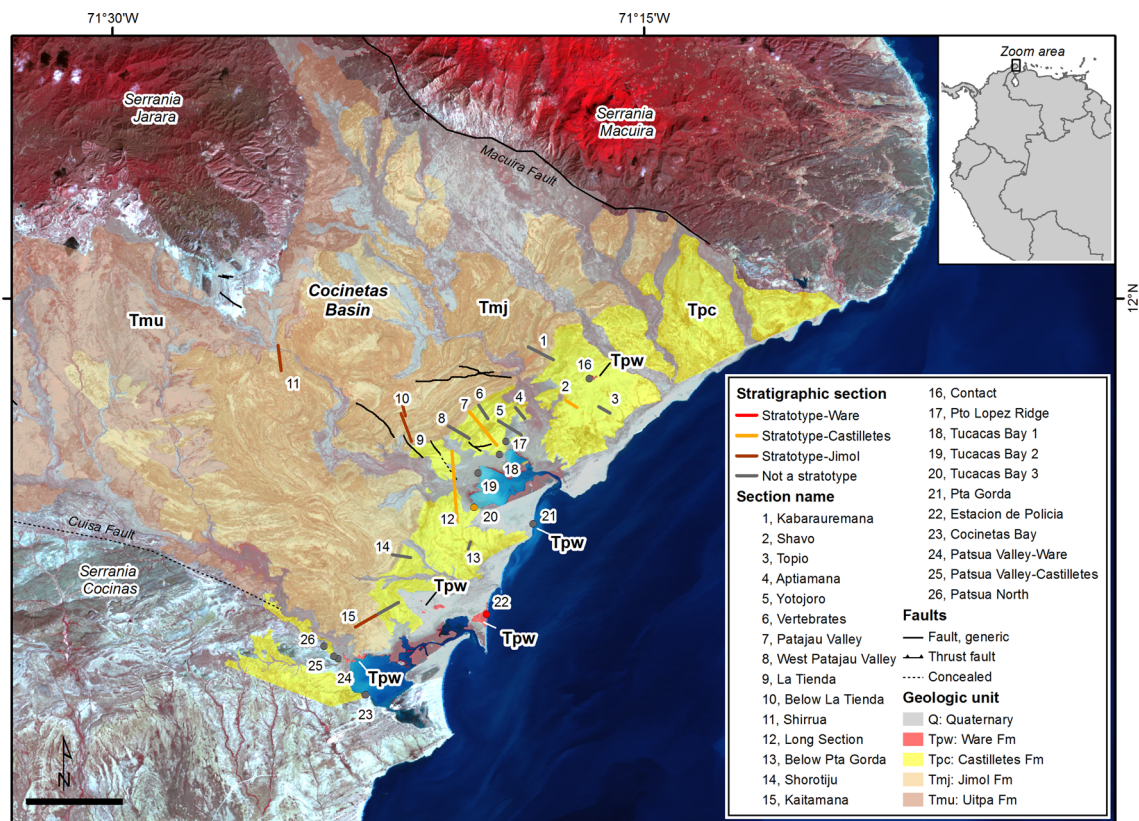 71°30'W
71°15'W
Zoom area
Serranía
Jarara
Serranía
Macuira
Macuira Fault
12°N
Cocinetas
Basin
Tmu
Tmj
Tpc
1
16
Tpw
11
10
6
4
2
3
7
5
8
9
17
18
19
12
20
21
Tpw
14
13
Cuisa Fault
Tpw
Serranía
Cocinas
15
22
Tpw
26
25
24
Tpw
23
N
Stratigraphic section
Stratotype-Ware
Stratotype-Castilletes
Stratotype-Jimol
Not a stratotype
Section name
1, Kabarauremana
2, Shavo
3, Topio
4, Aptiamana
5, Yotojoro
6, Vertebrates
7, Patajau Valley
8, West Patajau Valley
9, La Tienda
10, Below La Tienda
11, Shirrua
12, Long Section
13, Below Pta Gorda
14, Shorotiju
15, Kaitamana
16, Contact
17, Pto Lopez Ridge
18, Tucacas Bay 1
19, Tucacas Bay 2
20, Tucacas Bay 3
21, Pta Gorda
22, Estacion de Policia
23, Cocinetas Bay
24, Patsua Valley-Ware
25, Patsua Valley-Castilletes
26, Patsua North
Faults
Fault, generic
Thrust fault
Concealed
Geologic unit
Q: Quaternary
Tpw: Ware Fm
Tpc: Castilletes Fm
Tmj: Jimol Fm
Tmu: Uitpa Fm